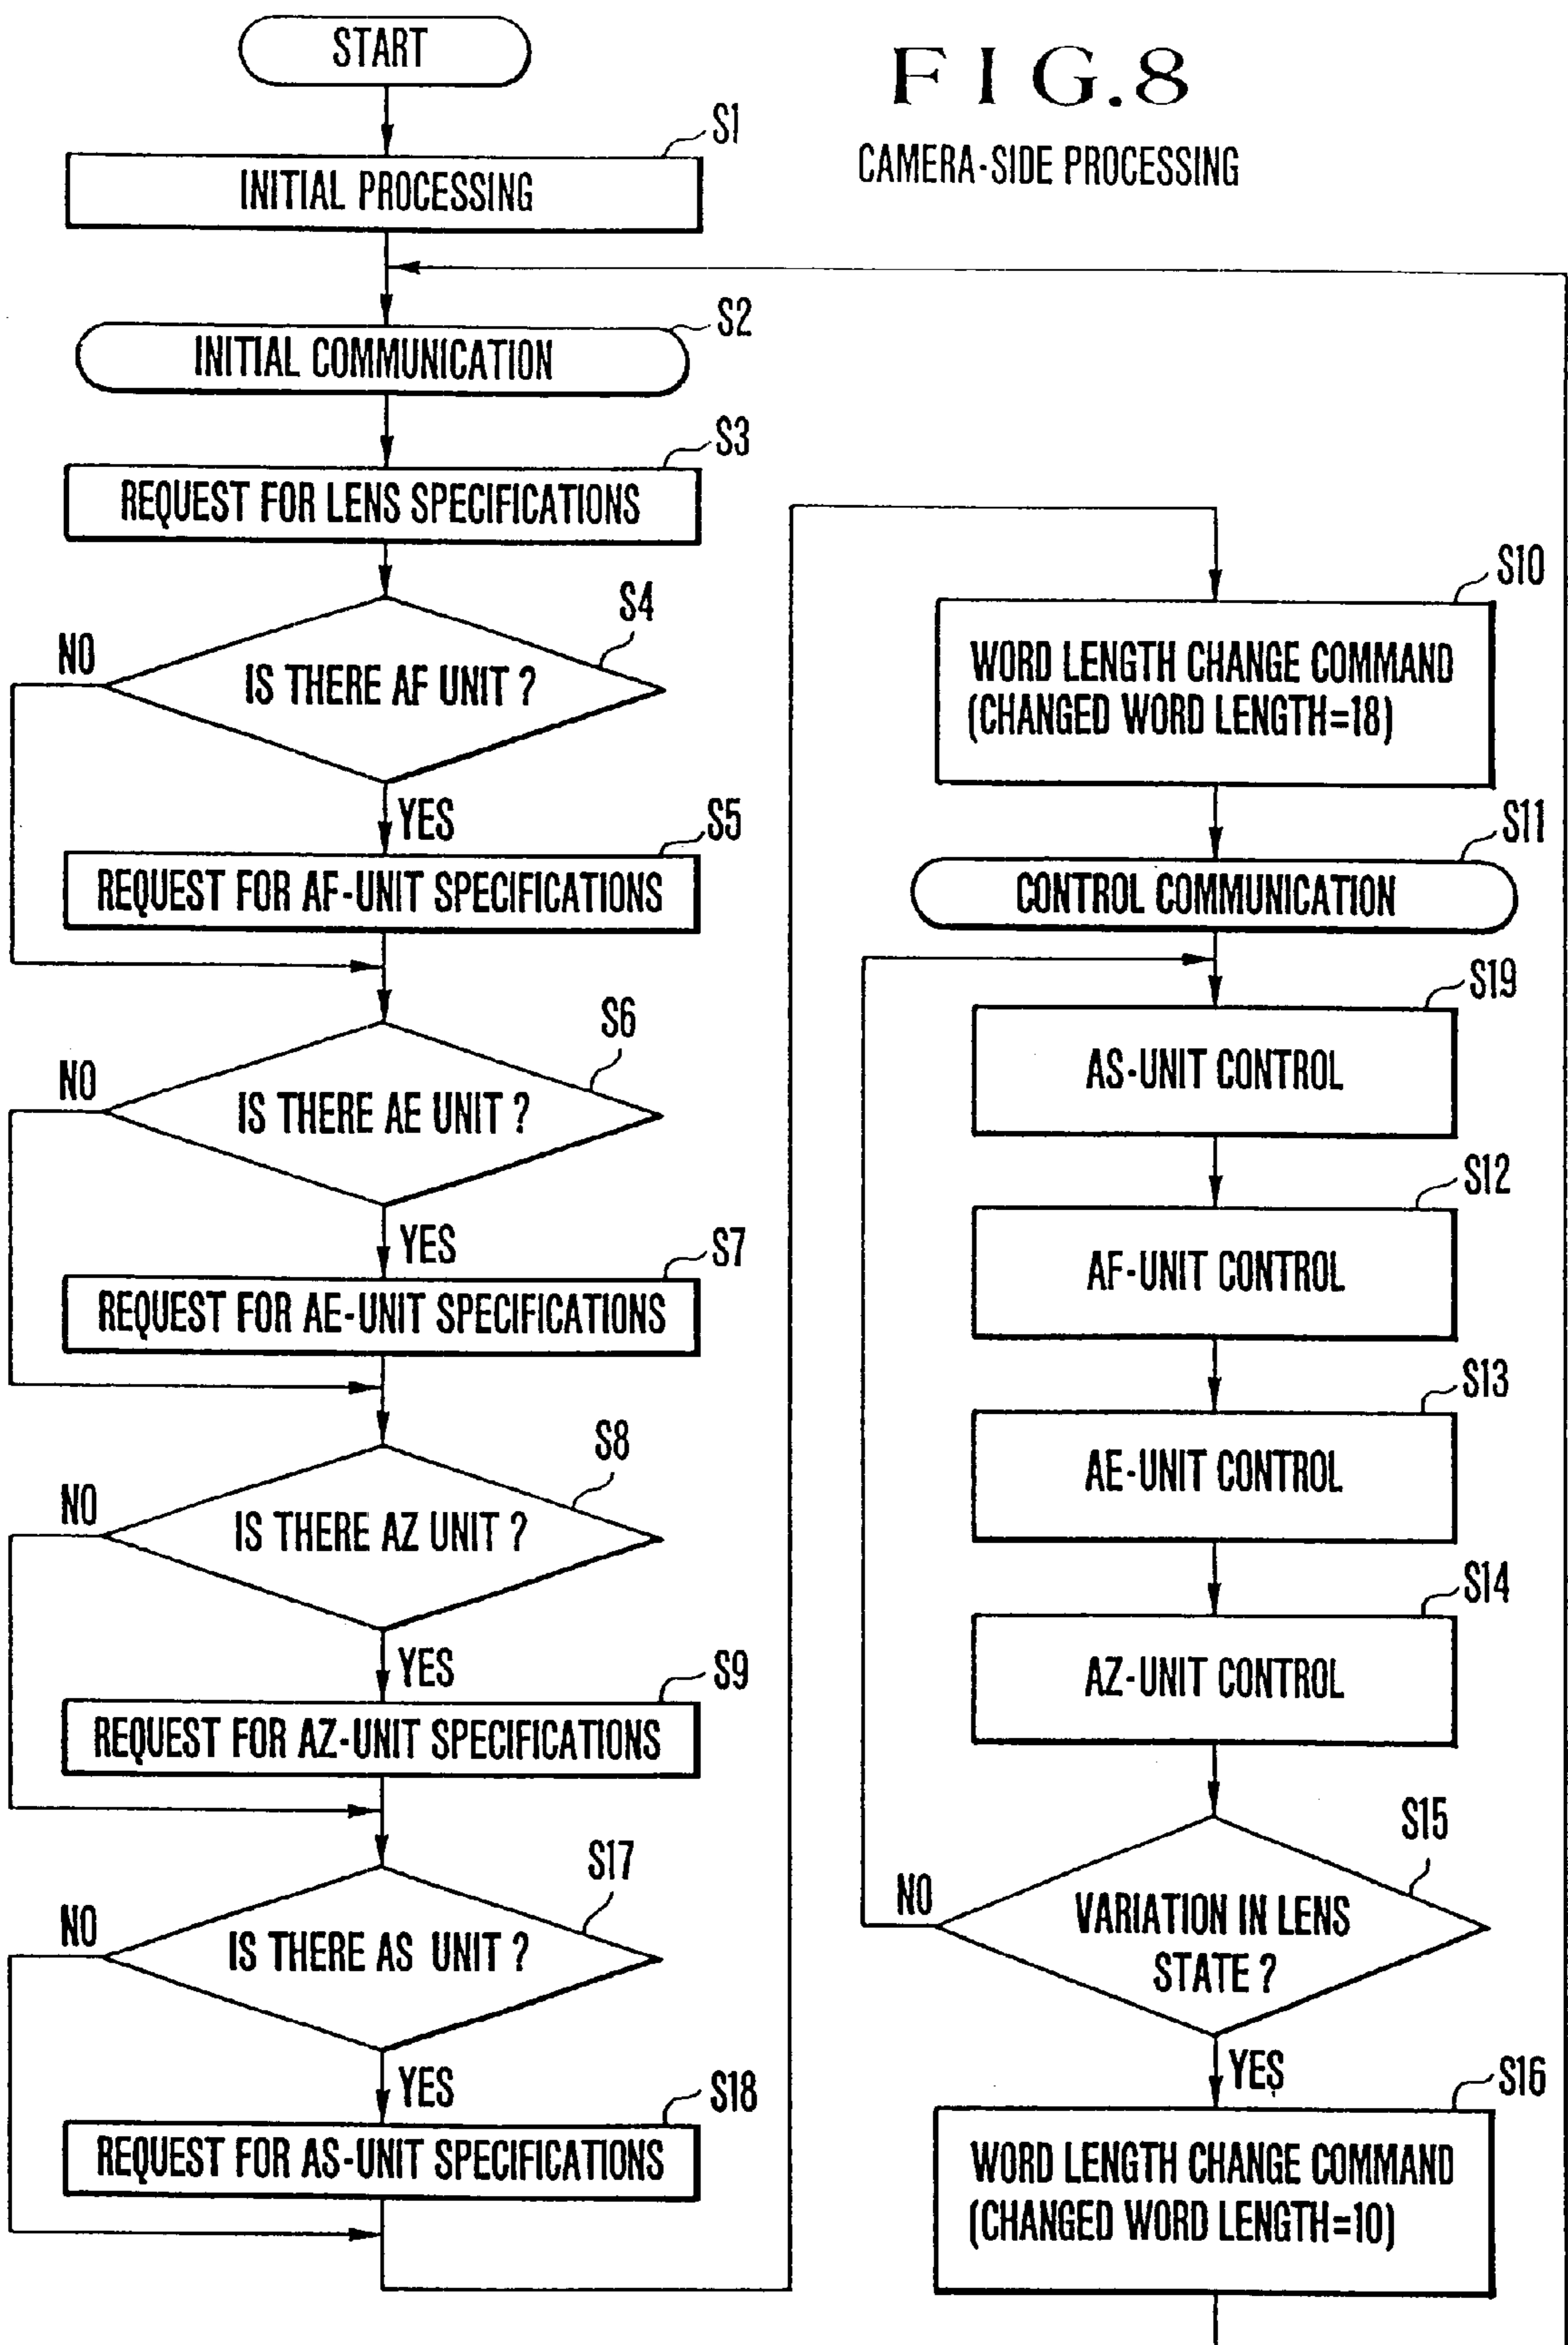 START
FIG.8
CAMERA-SIDE PROCESSING
S1
INITIAL PROCESSING
S2
INITIAL COMMUNICATION
S3
REQUEST FOR LENS SPECIFICATIONS
S4
IS THERE AF UNIT ?
NO
YES
S5
REQUEST FOR AF-UNIT SPECIFICATIONS
S6
IS THERE AE UNIT ?
NO
YES
S7
REQUEST FOR AE-UNIT SPECIFICATIONS
S8
IS THERE AZ UNIT ?
NO
YES
S9
REQUEST FOR AZ-UNIT SPECIFICATIONS
S17
IS THERE AS UNIT ?
NO
YES
S18
REQUEST FOR AS-UNIT SPECIFICATIONS
S10
WORD LENGTH CHANGE COMMAND
(CHANGED WORD LENGTH=18)
S11
CONTROL COMMUNICATION
S19
AS-UNIT CONTROL
S12
AF-UNIT CONTROL
S13
AE-UNIT CONTROL
S14
AZ-UNIT CONTROL
S15
VARIATION IN LENS
STATE ?
NO
YES
S16
WORD LENGTH CHANGE COMMAND
(CHANGED WORD LENGTH=10)